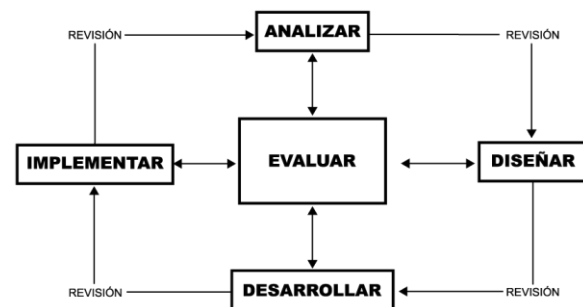 ANALIZAR
REVISIÓN
REVISIÓN
IMPLEMENTAR
EVALUAR
DISEÑAR
REVISIÓN
DESARROLLAR
REVISIÓN